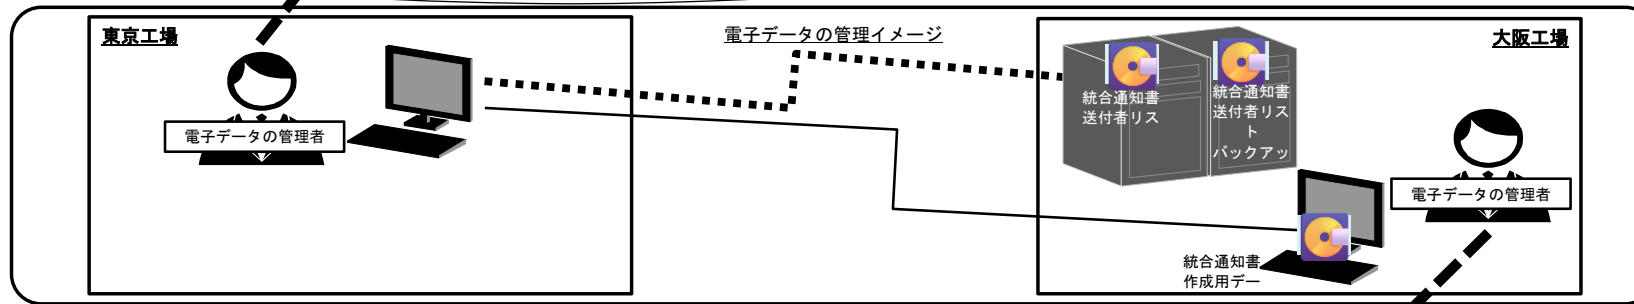 東京工場
電子データの管理イメージ
大阪工場
電子データの管理者
統合通知書
送付者リス
統合通知書
送付者リス
ト
バックアッ
電子データの管理者
統合通知書
作成用デー